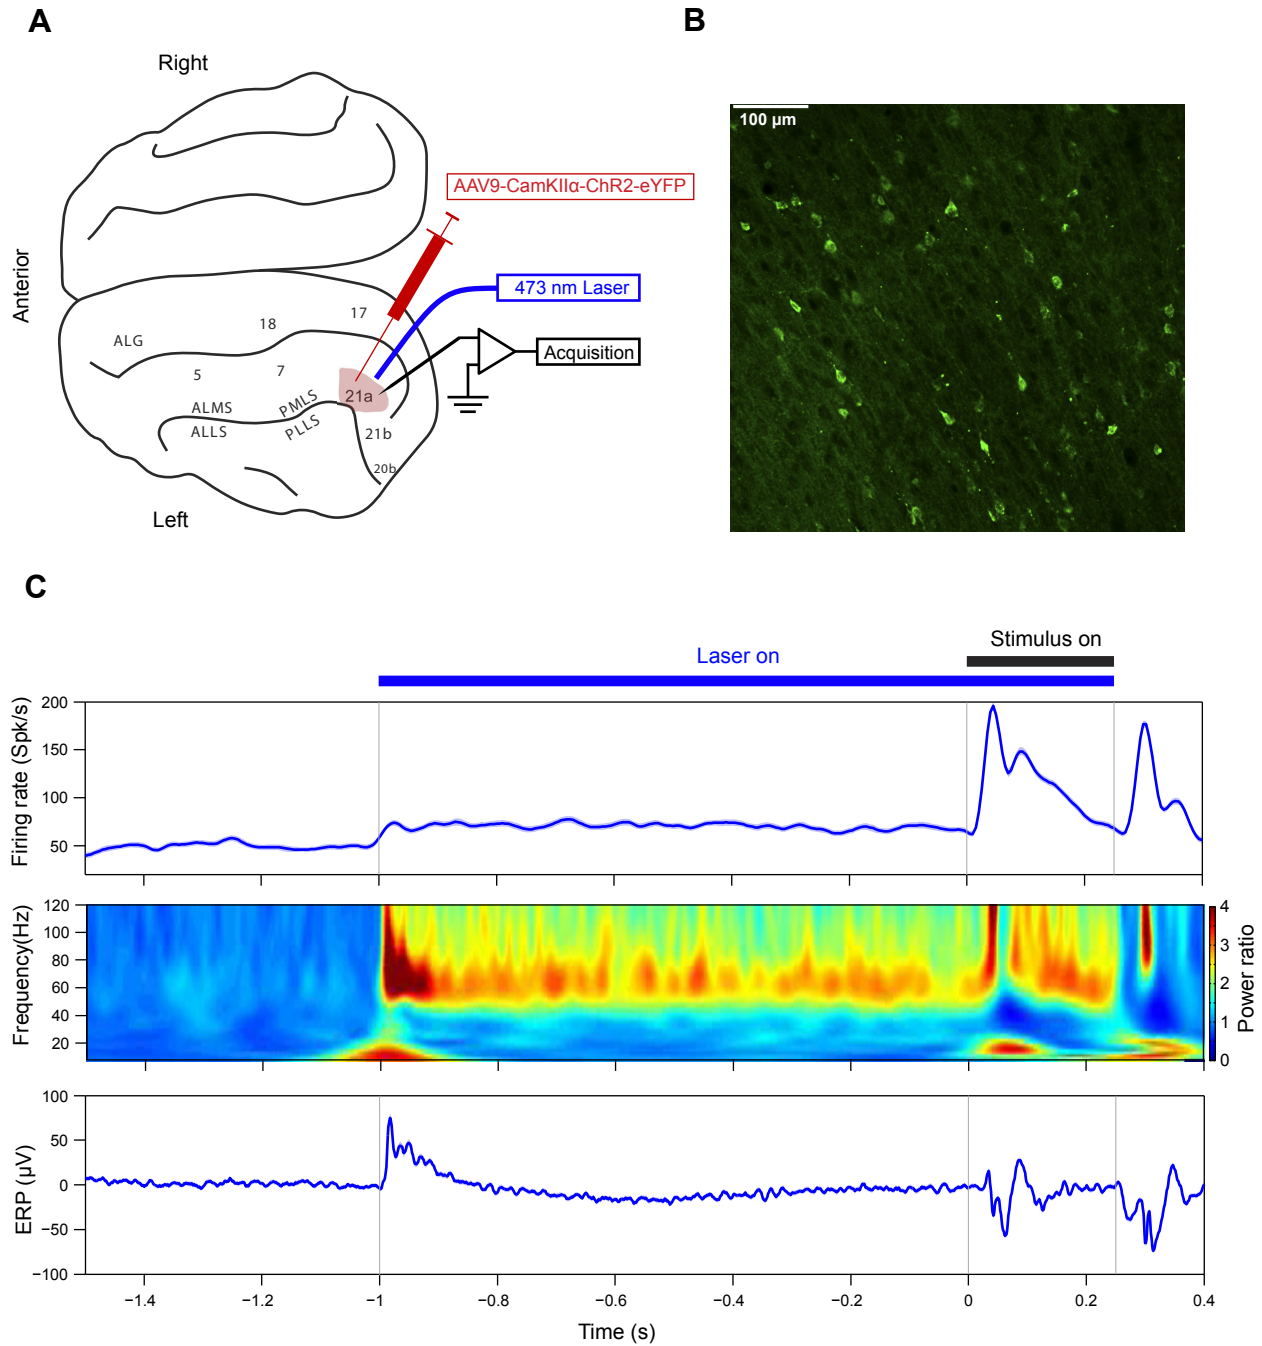 A
B
Right
AAV9-CamKIIα-ChR2-eYFP
100 µm
Anterior
473 nm Laser
17
18
ALG
Acquisition
5
7
21a
PMLS
ALMS
PLLS
ALLS
21b
20b
Left
C
Stimulus on
Laser on
Firing rate (Spk/s)
200
150
100
50
Frequency(Hz)
120
100
80
60
40
20
4
3
2
1
0
Power ratio
ERP (µV)
100
50
0
−50
−100
−1.4 −1.2 −1 −0.8 −0.6 −0.4 −0.2 0 0.2 0.4
Time (s)